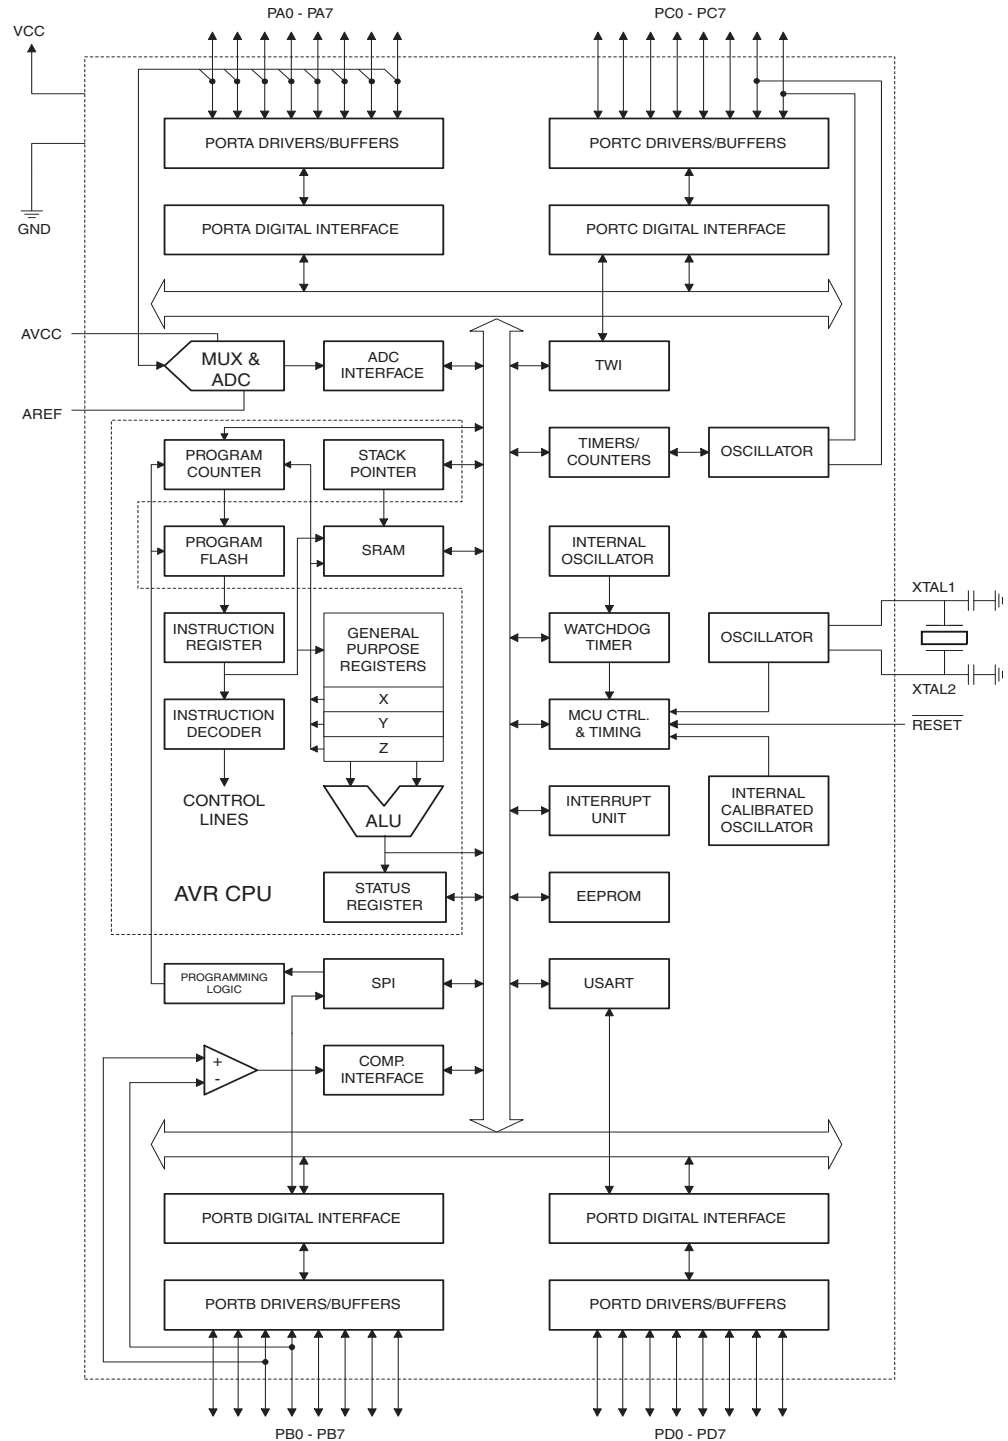 PA0 - PA7
PC0 - PC7
VCC
PORTA DRIVERS/BUFFERS
PORTC DRIVERS/BUFFERS
GND
PORTA DIGITAL INTERFACE
PORTC DIGITAL INTERFACE
AVCC
MUX &
ADC
ADC
INTERFACE
TWI
AREF
PROGRAM
COUNTER
STACK
POINTER
TIMERS/
COUNTERS
OSCILLATOR
PROGRAM
FLASH
SRAM
INTERNAL
OSCILLATOR
XTAL1
INSTRUCTION
REGISTER
GENERAL
PURPOSE
REGISTERS
WATCHDOG
TIMER
OSCILLATOR
X
XTAL2
INSTRUCTION
DECODER
Y
Z
MCU CTRL.
& TIMING
RESET
CONTROL
LINES
ALU
INTERRUPT
UNIT
INTERNAL
CALIBRATED
OSCILLATOR
AVR CPU
STATUS
REGISTER
EEPROM
PROGRAMMING
LOGIC
SPI
USART
+
-
COMP.
INTERFACE
PORTB DIGITAL INTERFACE
PORTD DIGITAL INTERFACE
PORTB DRIVERS/BUFFERS
PORTD DRIVERS/BUFFERS
PB0 - PB7
PD0 - PD7